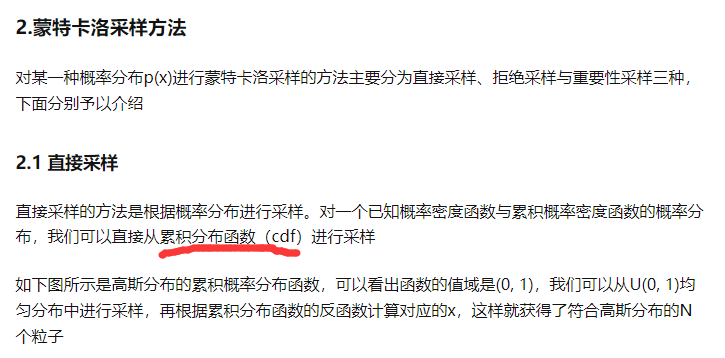 2.蒙特卡洛采样方法
对某一种概率分布p(x)进行蒙特卡洛采样的方法主要分为直接采样、拒绝采样与重要性采样三种，
下面分别予以介绍
2.1 直接采样
直接采样的方法是根据概率分布进行采样。对一个已知概率密度函数与累积概率密度函数的概率分
布，我们可以直接从累积分布函数（cdf）进行采样
如下图所示是高斯分布的累积概率分布函数，可以看出函数的值域是(0, 1)，我们可以从U(0, 1)均
匀分布中进行采样，再根据累积分布函数的反函数计算对应的x，这样就获得了符合高斯分布的N
个粒子